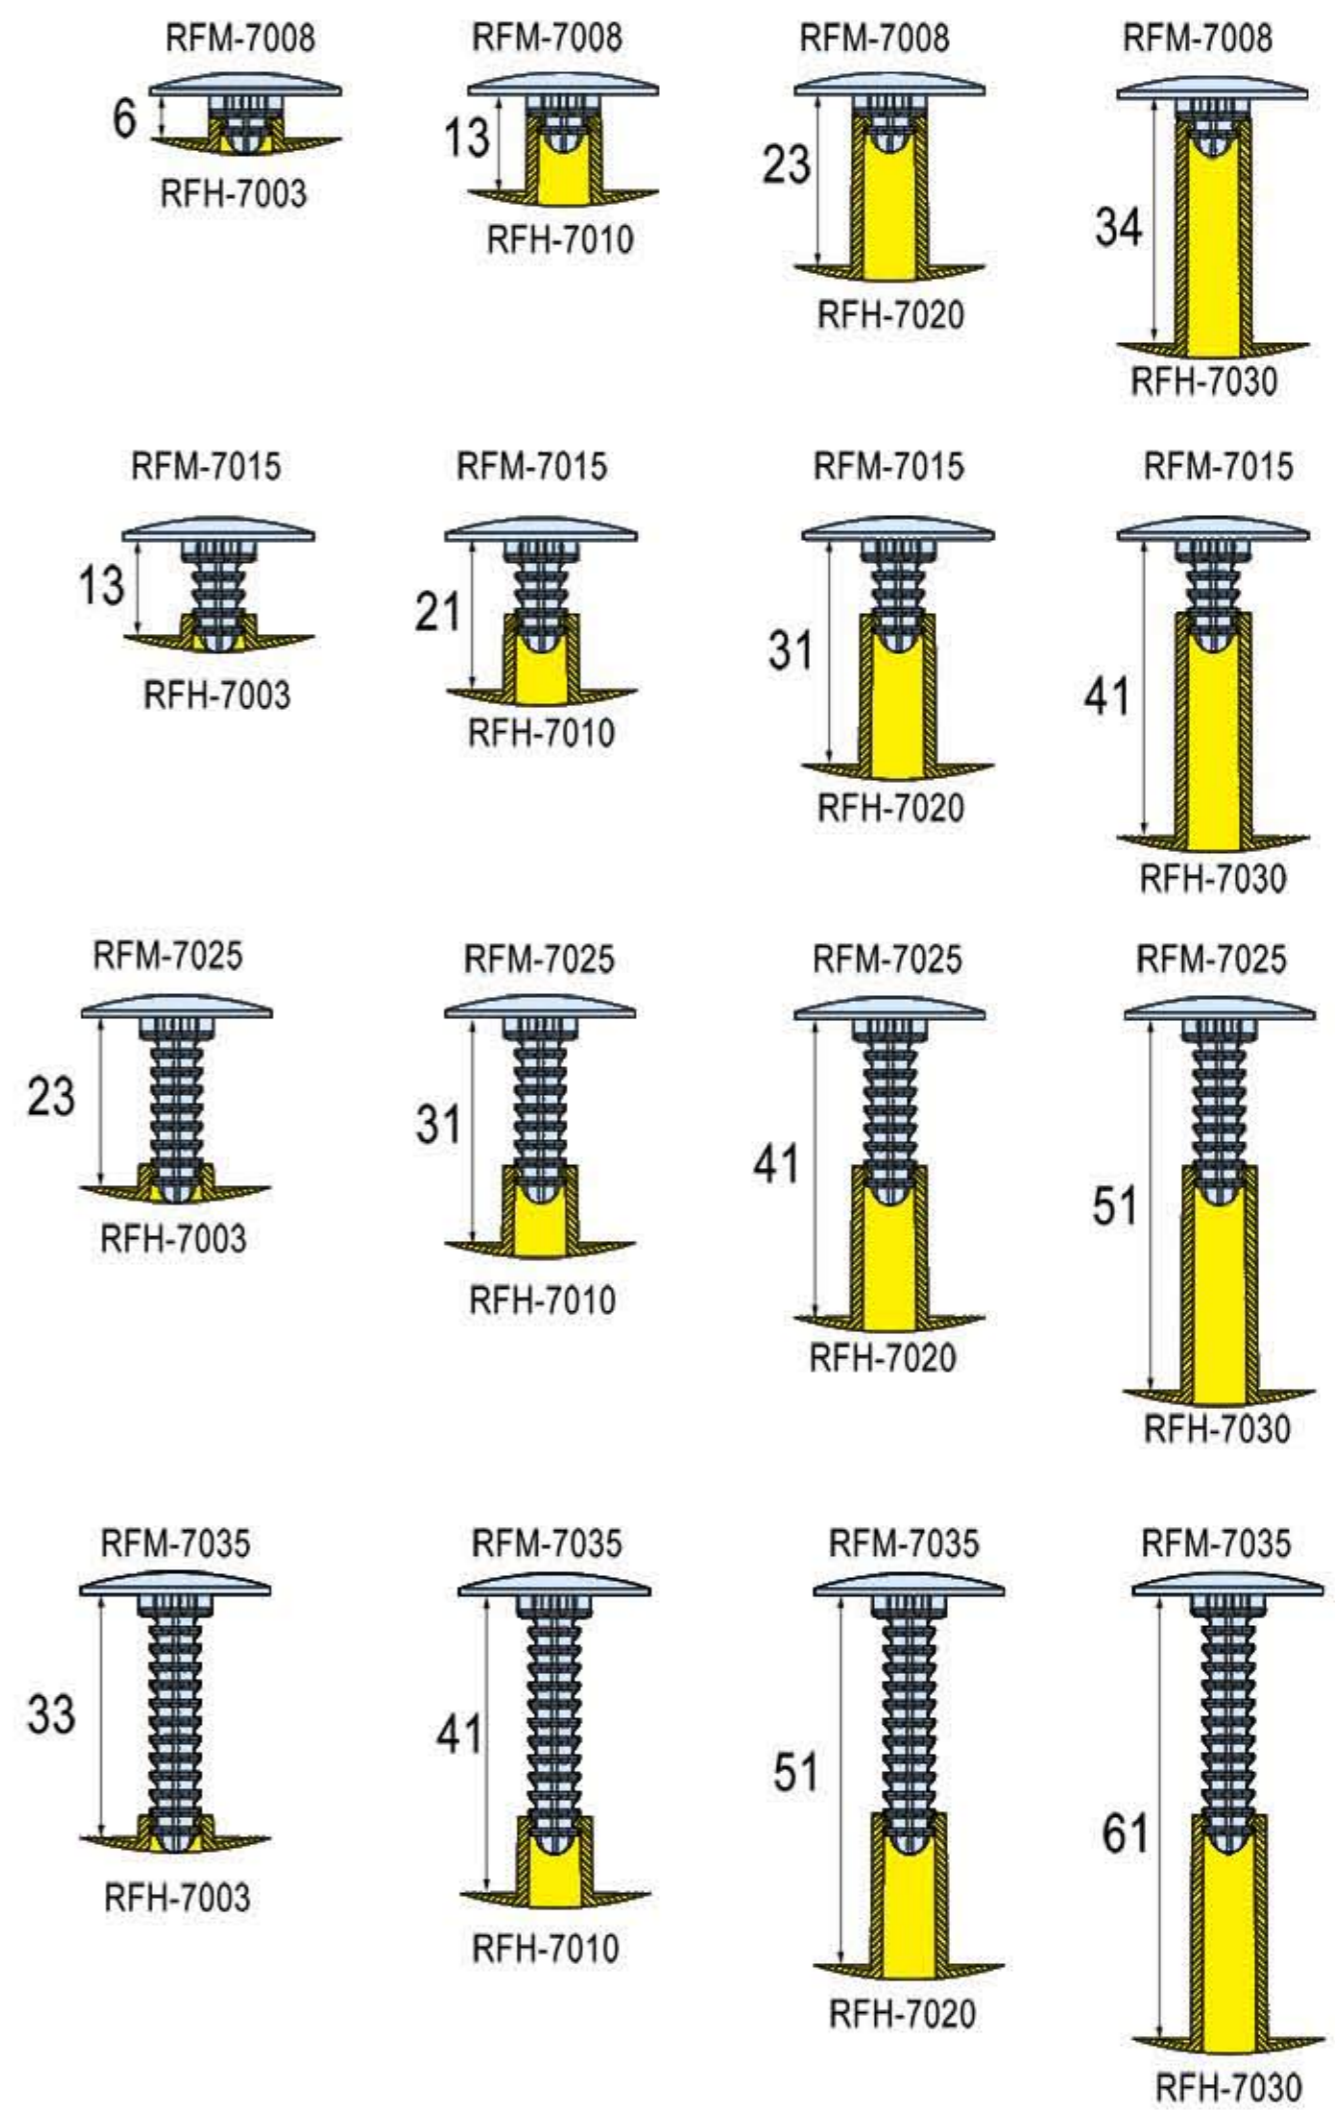 RFM-7008 RFM-7008 RFM-7008 RFM-7008
6 13 23 34
RFH-7003 RFH-7010 RFH-7020 RFH-7030
RFM-7015 RFM-7015 RFM-7015 RFM-7015
13 21 31 41
RFH-7003 RFH-7010 RFH-7020 RFH-7030
RFM-7025 RFM-7025 RFM-7025 RFM-7025
23 31 41 51
RFH-7003 RFH-7010 RFH-7020 RFH-7030
RFM-7035 RFM-7035 RFM-7035 RFM-7035
33 41 51 61
RFH-7003 RFH-7010 RFH-7020 RFH-7030